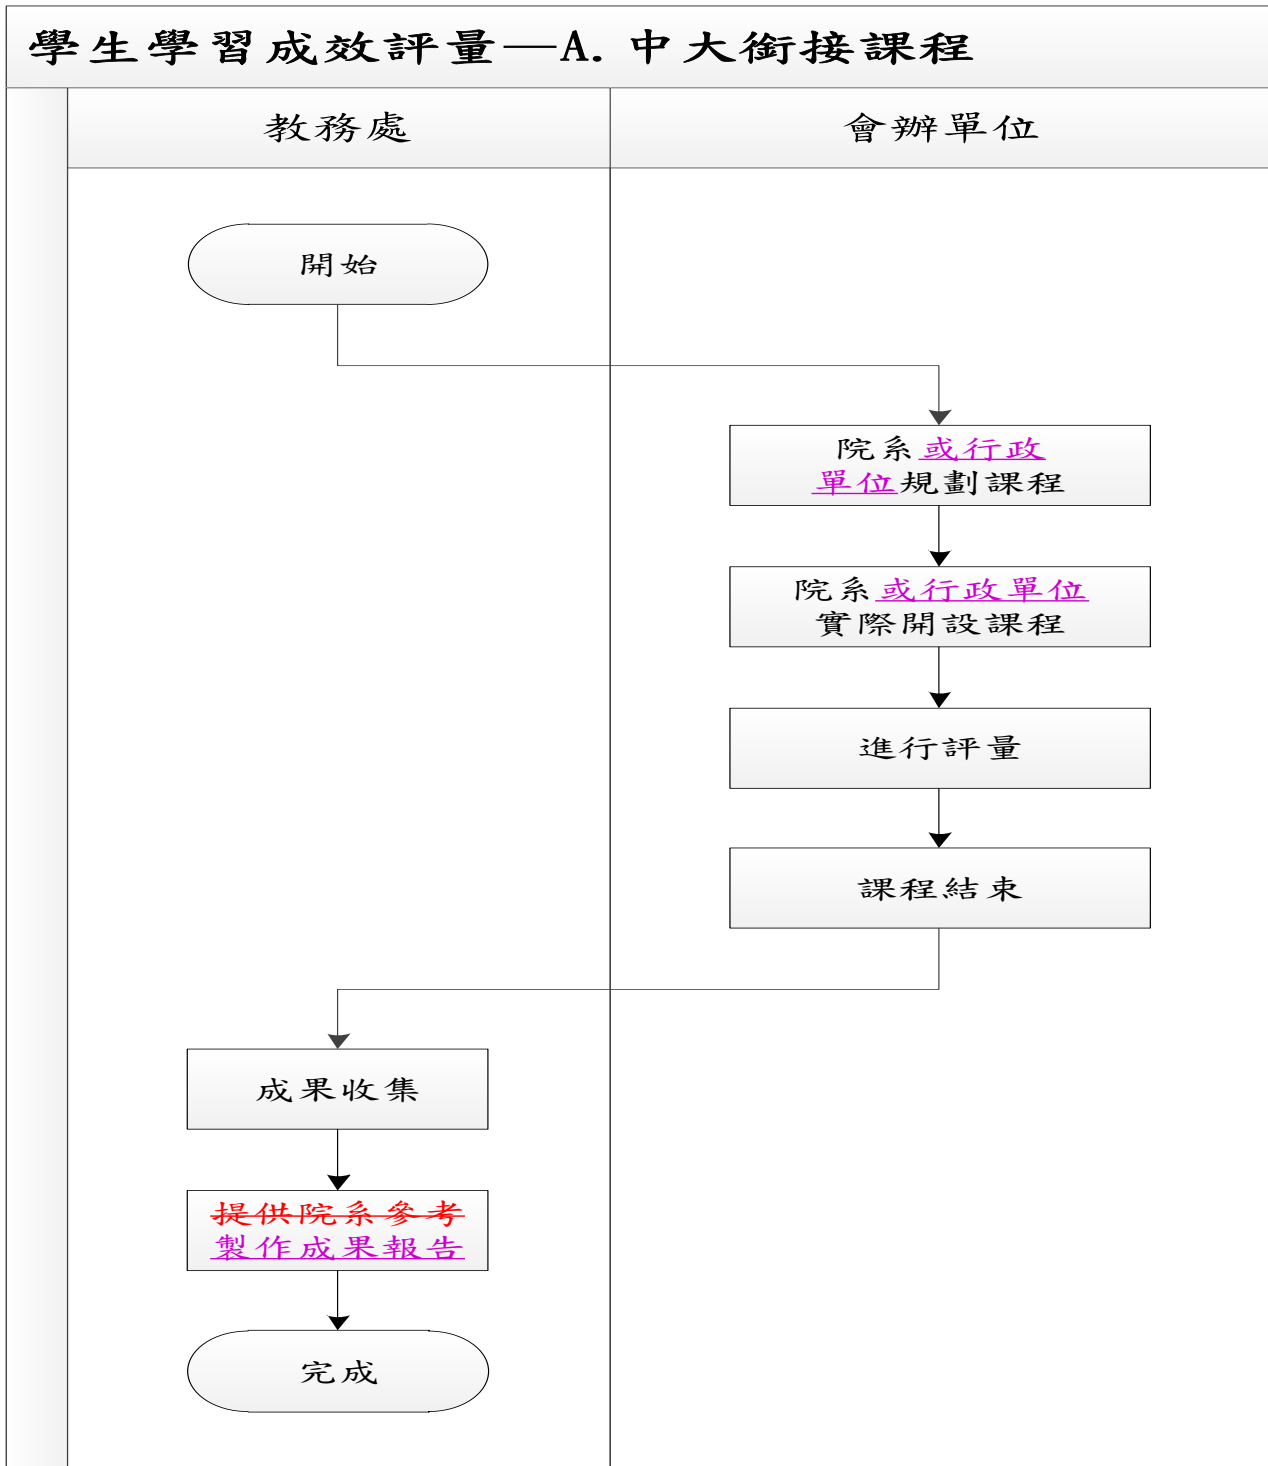 學生學習成效評量—A.中大銜接課程
教務處
會辦單位
開始
院系或行政
單位規劃課程
院系或行政單位
實際開設課程
進行評量
課程結束
成果收集
提供院系參考
製作成果報告
完成